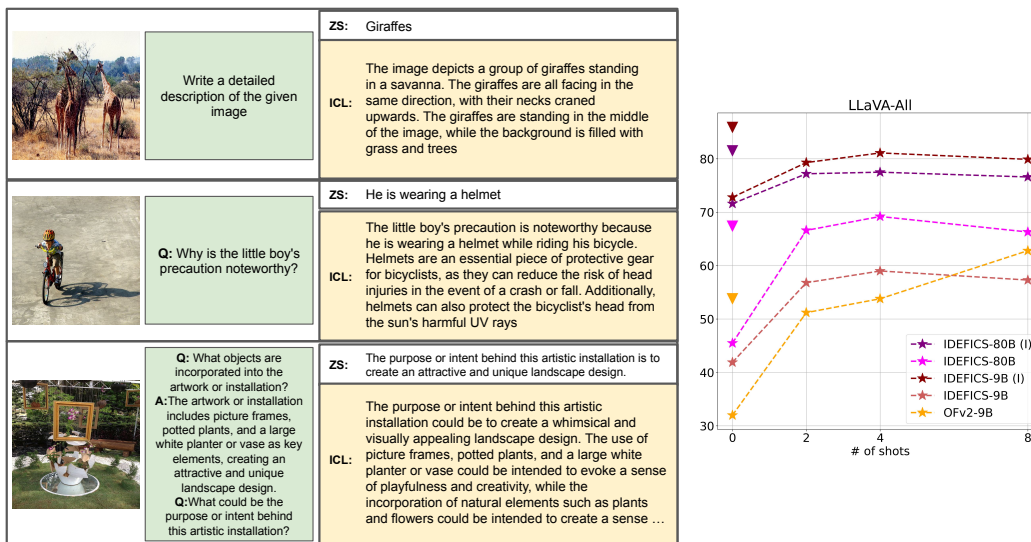 Write a detailed
description of the given
image
ZS: Giraffes
ICL: The image depicts a group of giraffes standing
in a savanna. The giraffes are all facing in the
same direction, with their necks craned
upwards. The giraffes are standing in the middle
of the image, while the background is filled with
grass and trees
Q: Why is the little boy's
precaution noteworthy?
ZS: He is wearing a helmet
ICL: The little boy's precaution is noteworthy because
he is wearing a helmet while riding his bicycle.
Helmets are an essential piece of protective gear
for bicyclists, as they can reduce the risk of head
injuries in the event of a crash or fall. Additionally,
helmets can also protect the bicyclist's head from
the sun's harmful UV rays
Q: What objects are
incorporated into the
artwork or installation?
A:The artwork or installation
includes picture frames,
potted plants, and a large
white planter or vase as key
elements, creating an
attractive and unique
landscape design.
Q:What could be the
purpose or intent behind
this artistic installation?
ZS: The purpose or intent behind this artistic installation is to
create an attractive and unique landscape design.
ICL: The purpose or intent behind this artistic
installation could be to create a whimsical and
visually appealing landscape design. The use of
picture frames, potted plants, and a large white
planter or vase could be intended to evoke a sense
of playfulness and creativity, while the
incorporation of natural elements such as plants
and flowers could be intended to create a sense ...
LLaVA-All
80
70
60
50
40
30
0 2 4 8
# of shots
IDEFICS-80B (I)
IDEFICS-80B
IDEFICS-9B (I)
IDEFICS-9B
OFv2-9B